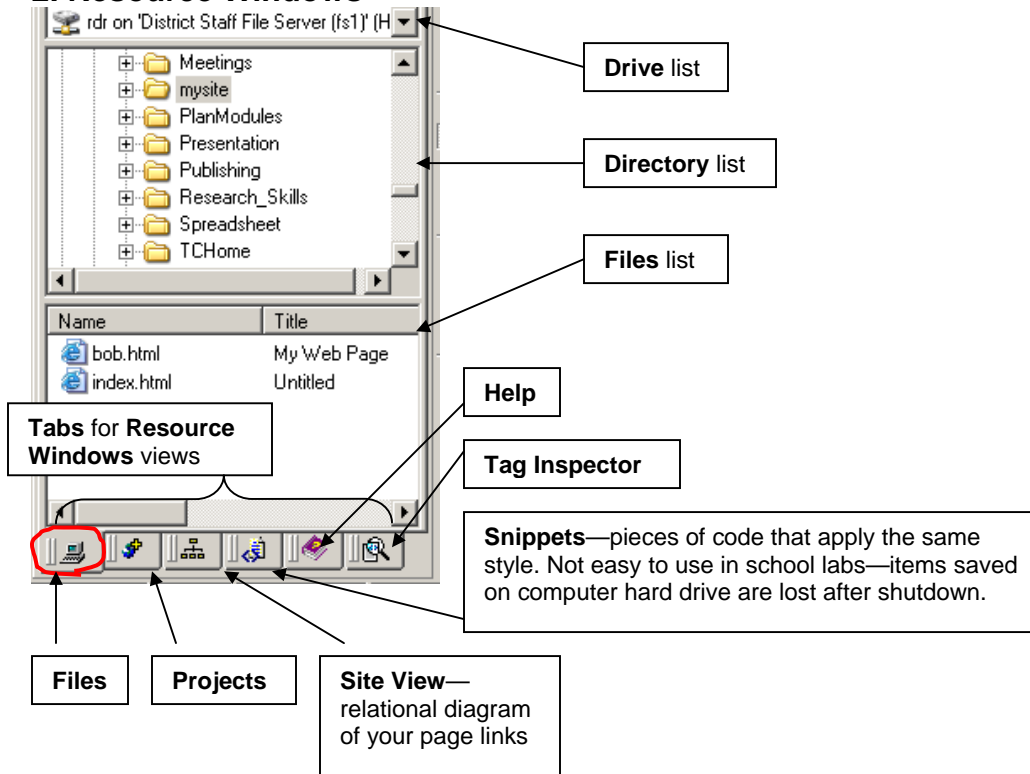 2. Resource Windows
rdr on 'District Staff File Server (fs1)' (H
Drive list
Meetings
mysite
PlanModules
Presentation
Publishing
Research_Skills
Spreadsheet
TCHome
Directory list
Files list
Name Title
bob.html My Web Page
index.html Untitled
Help
Tabs for Resource
Windows views
Tag Inspector
Snippets—pieces of code that apply the same
style. Not easy to use in school labs—items saved
on computer hard drive are lost after shutdown.
Files
Projects
Site View—
relational diagram
of your page links